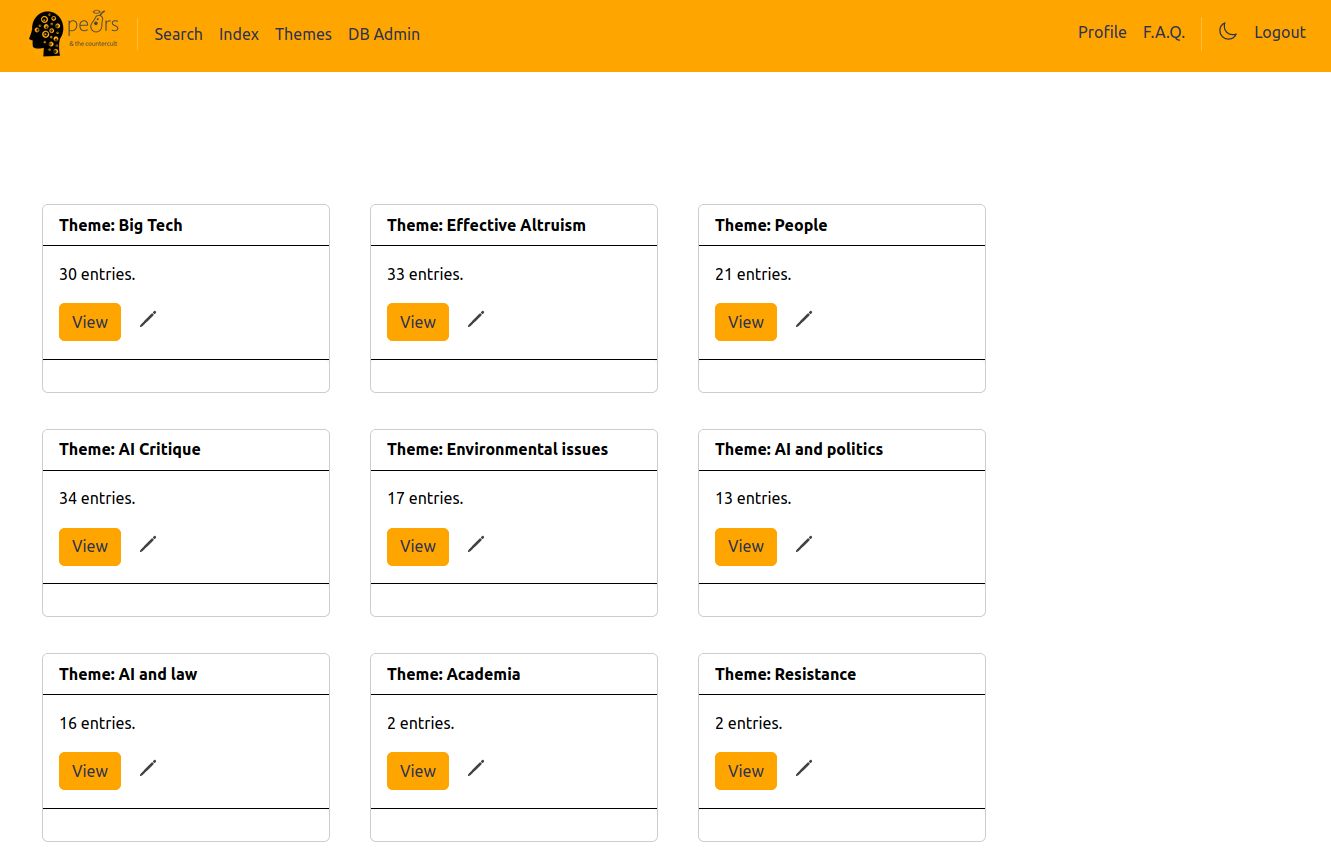 peers
& the countercult
Search Index Themes DB Admin
Profile F.A.Q. Logout
Theme: Big Tech
30 entries.
View
Theme: Effective Altruism
33 entries.
View
Theme: People
21 entries.
View
Theme: AI Critique
34 entries.
View
Theme: Environmental issues
17 entries.
View
Theme: AI and politics
13 entries.
View
Theme: AI and law
16 entries.
View
Theme: Academia
2 entries.
View
Theme: Resistance
2 entries.
View